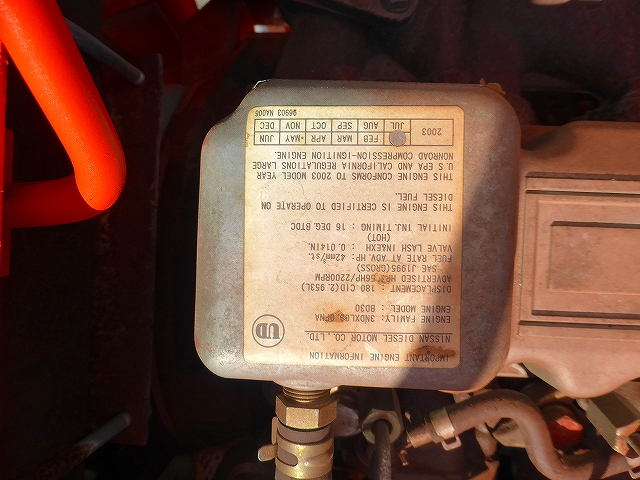 IMPORTANT ENGINE INFORMATION
NISSAN DIESEL MOTOR CO., LTD.
UD
ENGINE FAMILY: 3NDXL03.0FNA
ENGINE MODEL : BD30
DISPLACEMENT : 180 CID(2.953L)
ADVERTISED HP: 56HP/2200RPM
SAE J1995(GROSS)
FUEL RATE AT ADV. HP: 42mm³/st.
VALVE LASH IN&EXH : 0.014IN.
(HOT)
INITIAL INJ. TIMING : 16 DEG. BTDC
THIS ENGINE IS CERTIFIED TO OPERATE ON
DIESEL FUEL.
THIS ENGINE CONFORMS TO 2003 MODEL YEAR
U.S EPA AND CALIFORNIA REGULATIONS LARGE
NONROAD COMPRESSION-IGNITION ENGINE.
2003 FEB MAR APR MAY JUN
JUL AUG SEP OCT NOV DEC
96903 NA006